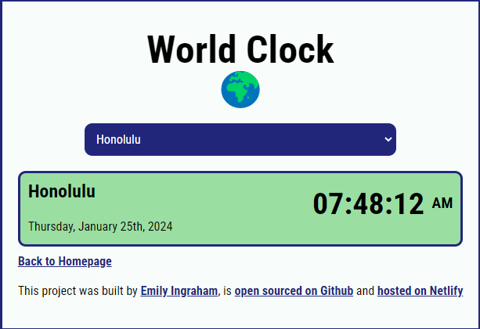 World Clock
Honolulu
Honolulu
07:48:12 AM
Thursday, January 25th, 2024
Back to Homepage
This project was built by Emily Ingraham, is open sourced on Github and hosted on Netlify